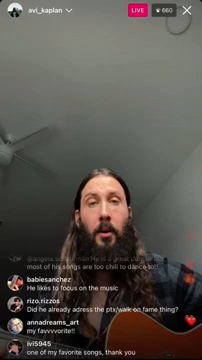 avi_kaplan
LIVE
660
most of his songs are too chill to dance to!!
babiesanchez
He likes to focus on the music
rizo.rizzos
Did he already adress the ptx/walk on fame thing?
annadreams_art
my favvvvorite!!
ivi5945
one of my favorite songs, thank you